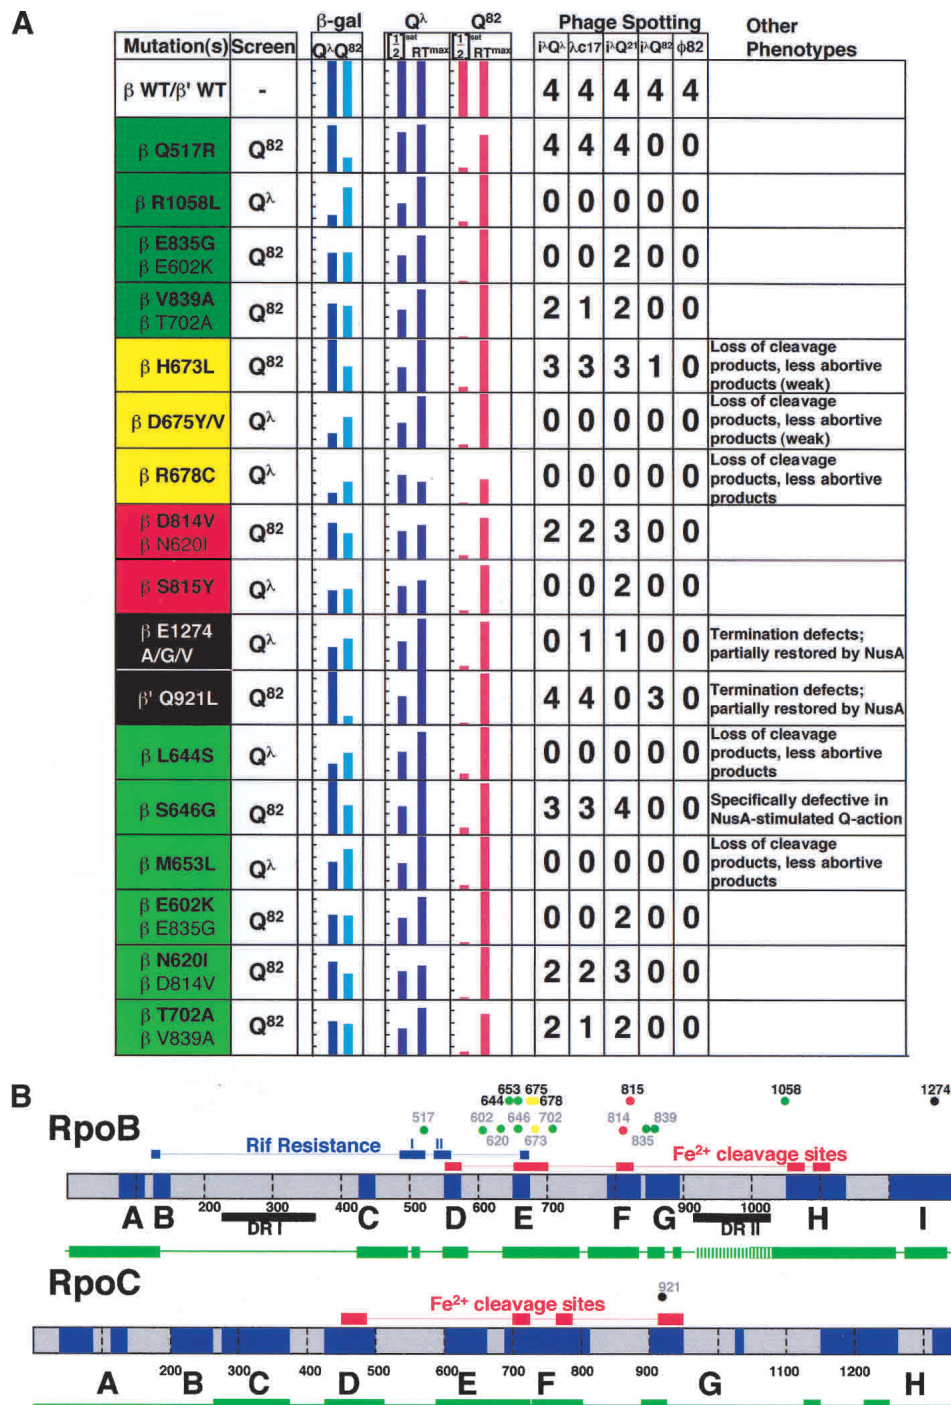 A
β-gal Qλ Q82 Phage Spotting Other Phenotypes
Mutation(s) Screen Qλ Q82 [1/2]sat RTmax [1/2]sat RTmax iλQλ λc17 iλQ21 iλQ82 ϕ82
β WT/β' WT - 4 4 4 4 4
β Q517R Q82 4 4 4 0 0
β R1058L Qλ 0 0 0 0 0
β E835G
β E602K Q82 0 0 2 0 0
β V839A
β T702A Q82 2 1 2 0 0
β H673L Q82 3 3 3 1 0 Loss of cleavage
products, less abortive
products (weak)
β D675Y/V Qλ 0 0 0 0 0 Loss of cleavage
products, less abortive
products (weak)
β R678C Qλ 0 0 0 0 0 Loss of cleavage
products, less abortive
products
β D814V
β N620I Q82 2 2 3 0 0
β S815Y Qλ 0 0 2 0 0
β E1274
A/G/V Qλ 0 1 1 0 0 Termination defects;
partially restored by NusA
β' Q921L Q82 4 4 0 3 0 Termination defects;
partially restored by NusA
β L644S Qλ 0 0 0 0 0 Loss of cleavage
products, less abortive
products
β S646G Q82 3 3 4 0 0 Specifically defective in
NusA-stimulated Q-action
β M653L Qλ 0 0 0 0 0 Loss of cleavage
products, less abortive
products
β E602K
β E835G Q82 0 0 2 0 0
β N620I
β D814V Q82 2 2 3 0 0
β T702A
β V839A Q82 2 1 2 0 0
B
653 675 815 1058 1274
644 678
RpoB
517 602 646 702 814 839
620 673 835
Rif Resistance I II Fe2+ cleavage sites
A B 200 300 400 C 500 D 600 E 700 F G 900 1000 H I
DR I DR II
RpoC
921
Fe2+ cleavage sites
A 200 B 300 C 400 D 500 600 E 700 F 800 900 G 1100 1200 H